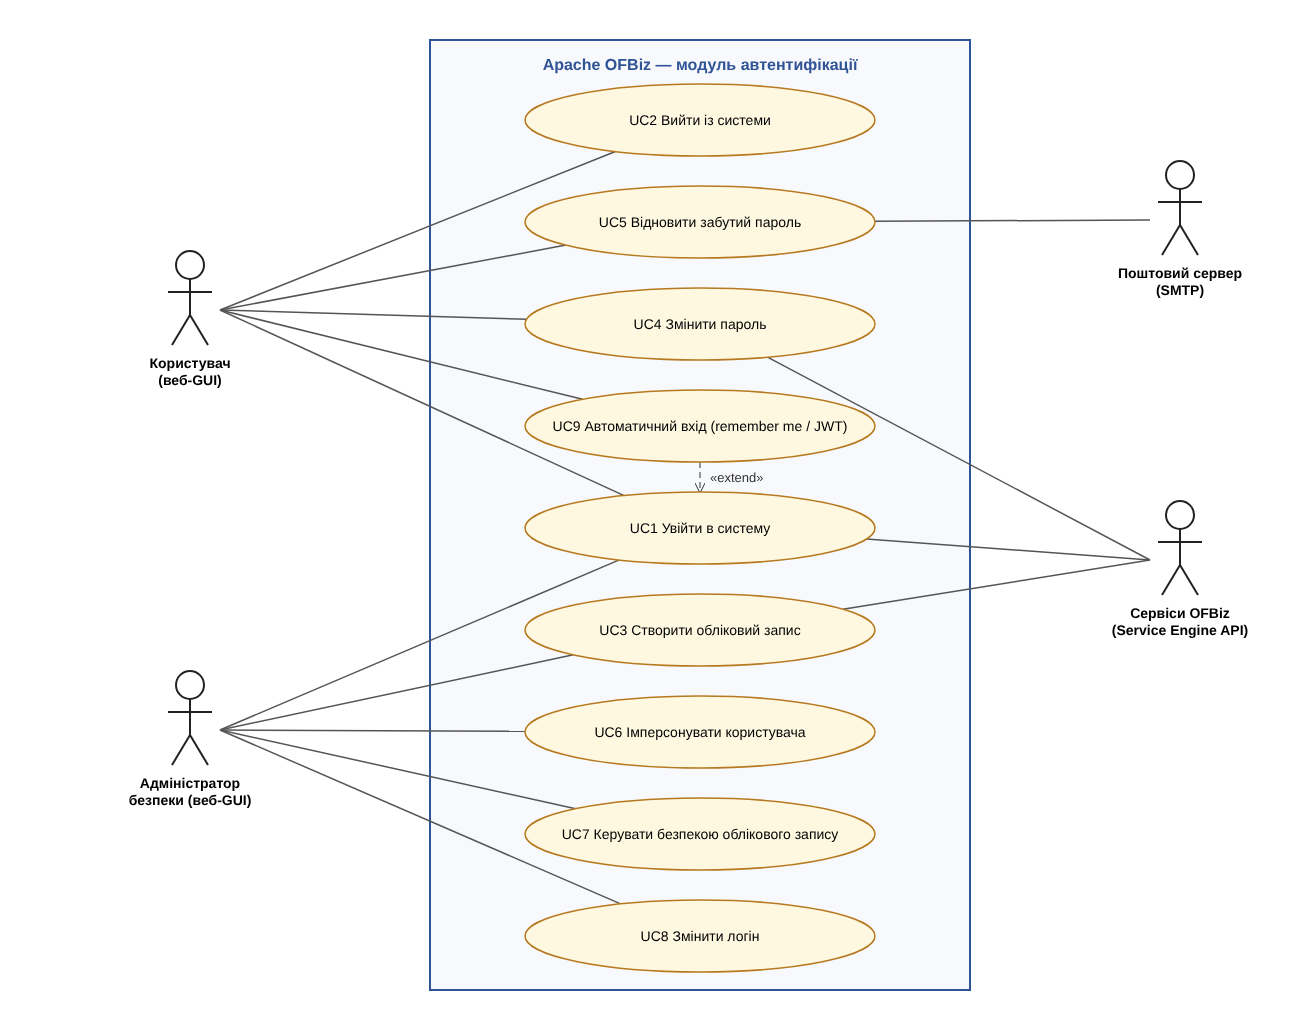 Apache OFBiz — модуль автентифікації
UC2 Вийти із системи
UC5 Відновити забутий пароль
UC4 Змінити пароль
UC9 Автоматичний вхід (remember me / JWT)
«extend»
UC1 Увійти в систему
UC3 Створити обліковий запис
UC6 Імперсонувати користувача
UC7 Керувати безпекою облікового запису
UC8 Змінити логін
Користувач
(веб-GUI)
Адміністратор
безпеки (веб-GUI)
Поштовий сервер
(SMTP)
Сервіси OFBiz
(Service Engine API)